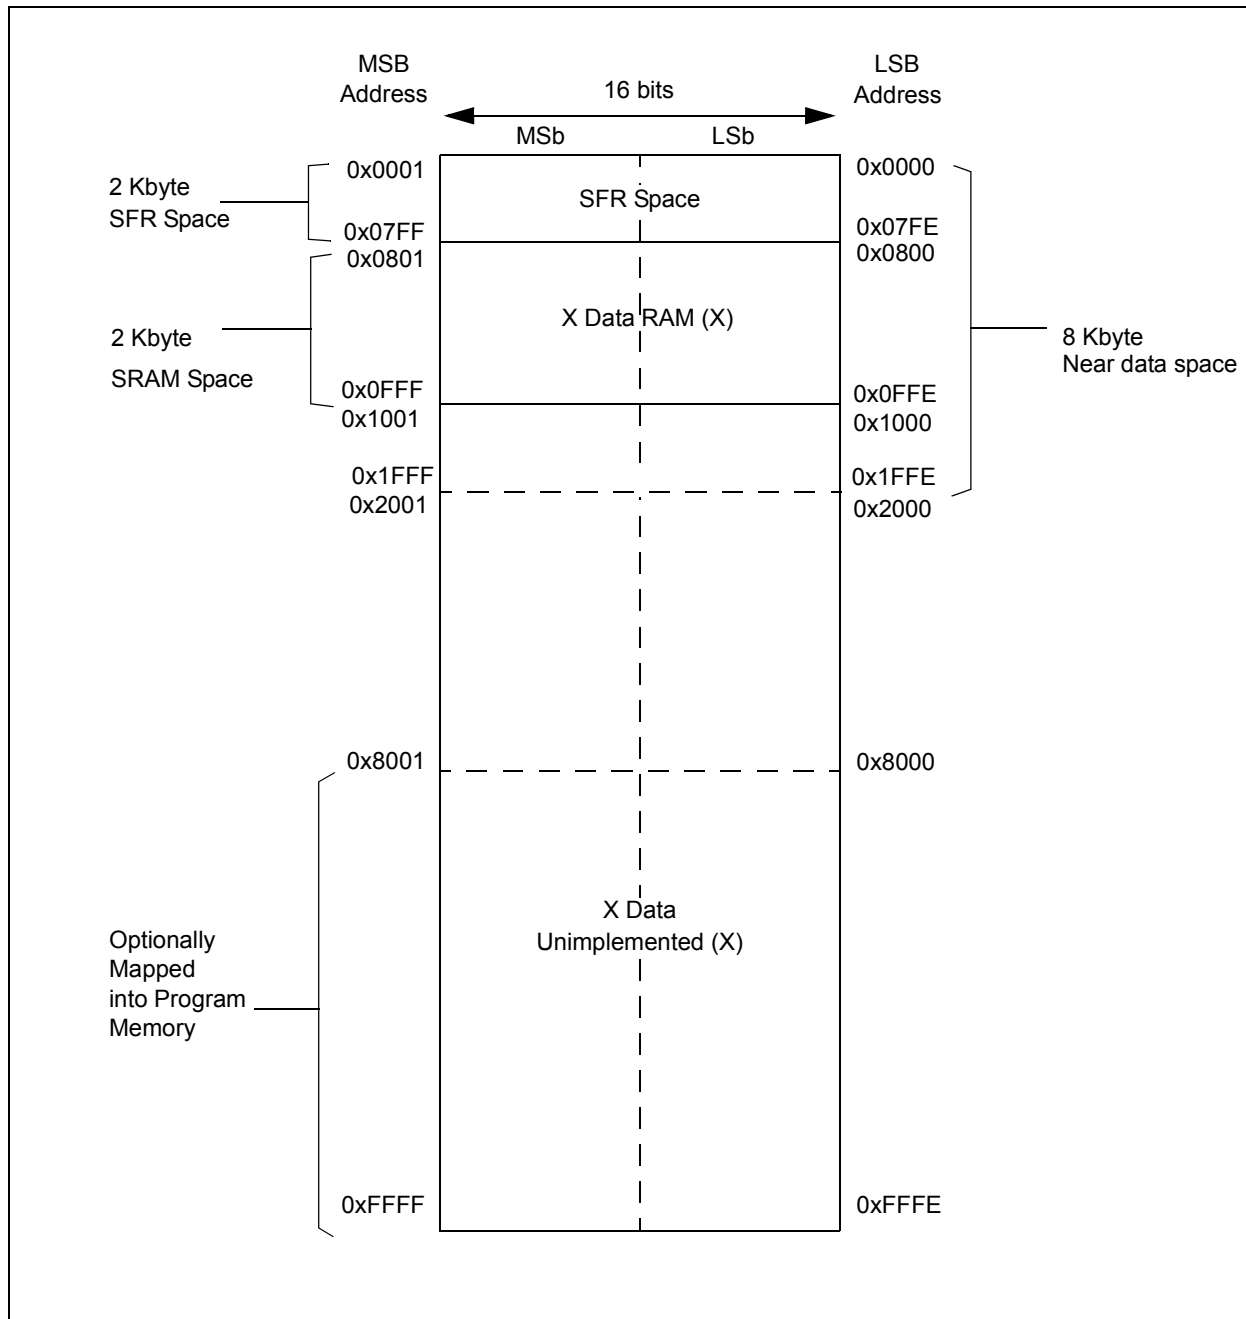 MSB
Address
16 bits
LSB
Address
MSb
LSb
0x0001
0x0000
2 Kbyte
SFR Space
SFR Space
0x07FF
0x07FE
0x0801
0x0800
X Data RAM (X)
2 Kbyte
SRAM Space
8 Kbyte
Near data space
0x0FFF
0x0FFE
0x1001
0x1000
0x1FFF
0x1FFE
0x2001
0x2000
0x8001
0x8000
X Data
Unimplemented (X)
Optionally
Mapped
into Program
Memory
0xFFFF
0xFFFE